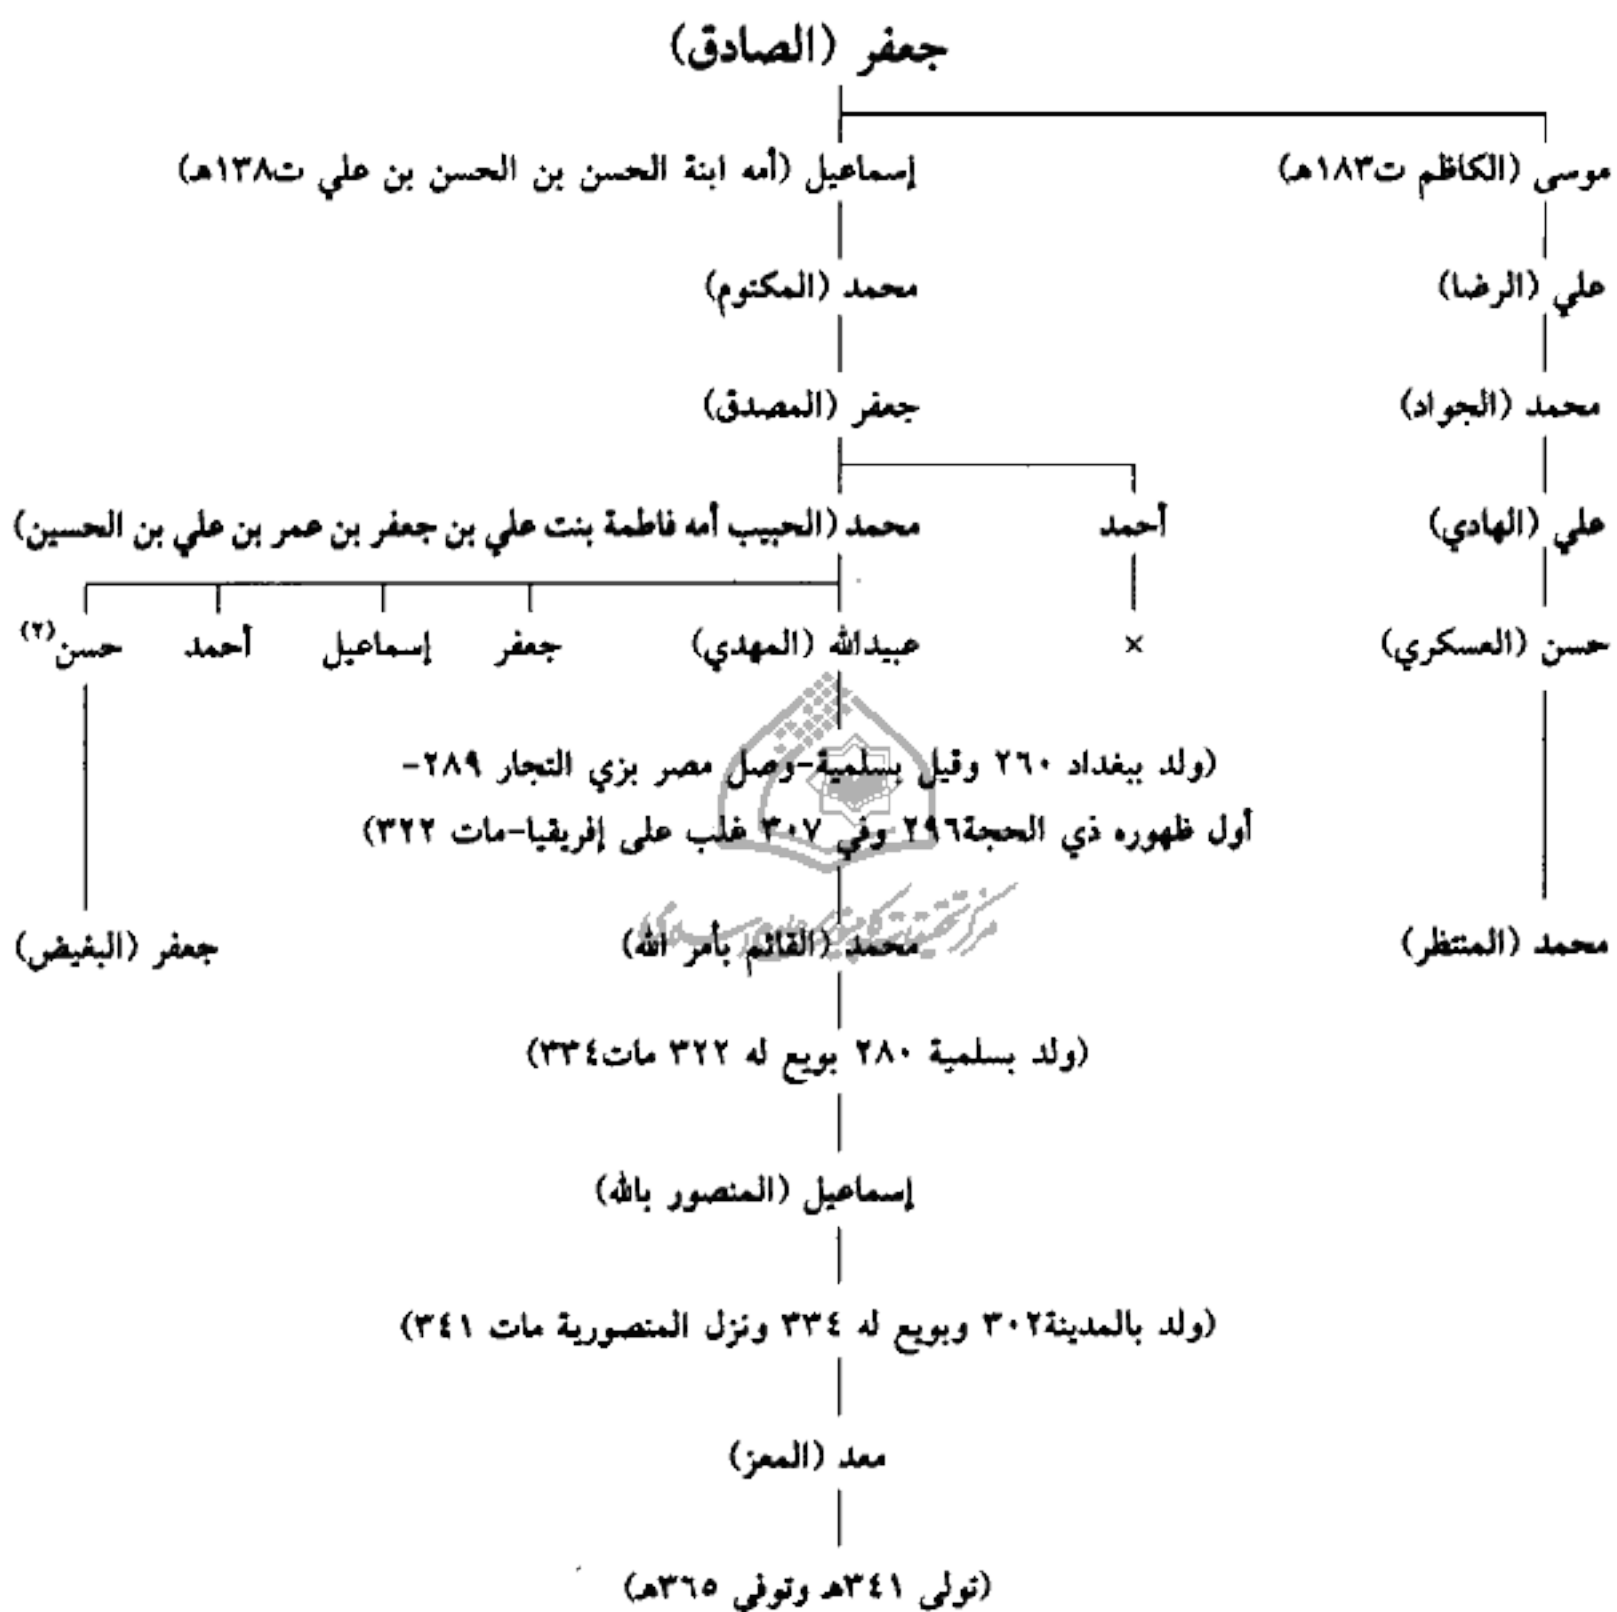 جعفر (الصادق)
موسى (الكاظم ت١٨٣هـ)
إسماعيل (أمه ابنة الحسن بن الحسن بن علي ت١٣٨هـ)
علي (الرضا)
محمد (المكتوم)
محمد (الجواد)
جعفر (المصدق)
علي (الهادي)
أحمد
محمد (الحبيب أمه فاطمة بنت علي بن جعفر بن عمر بن علي بن الحسين)
حسن (العسكري)
×
عبيدالله (المهدي)
جعفر
إسماعيل
أحمد
حسن(٢)
(ولد ببغداد ٢٦٠ وقيل بسلمية-وصل مصر بزي التجار ٢٨٩-
أول ظهوره ذي الحجة٢٩٦ وفي ٣٠٧ غلب على إفريقيا-مات ٣٢٢)
محمد (المنتظر)
محمد (القائم بأمر الله)
جعفر (البغيض)
(ولد بسلمية ٢٨٠ بويع له ٣٢٢ مات٣٣٤)
إسماعيل (المنصور بالله)
(ولد بالمدينة٣٠٢ وبويع له ٣٣٤ ونزل المنصورية مات ٣٤١)
معد (المعز)
(تولى ٣٤١هـ وتوفي ٣٦٥هـ)